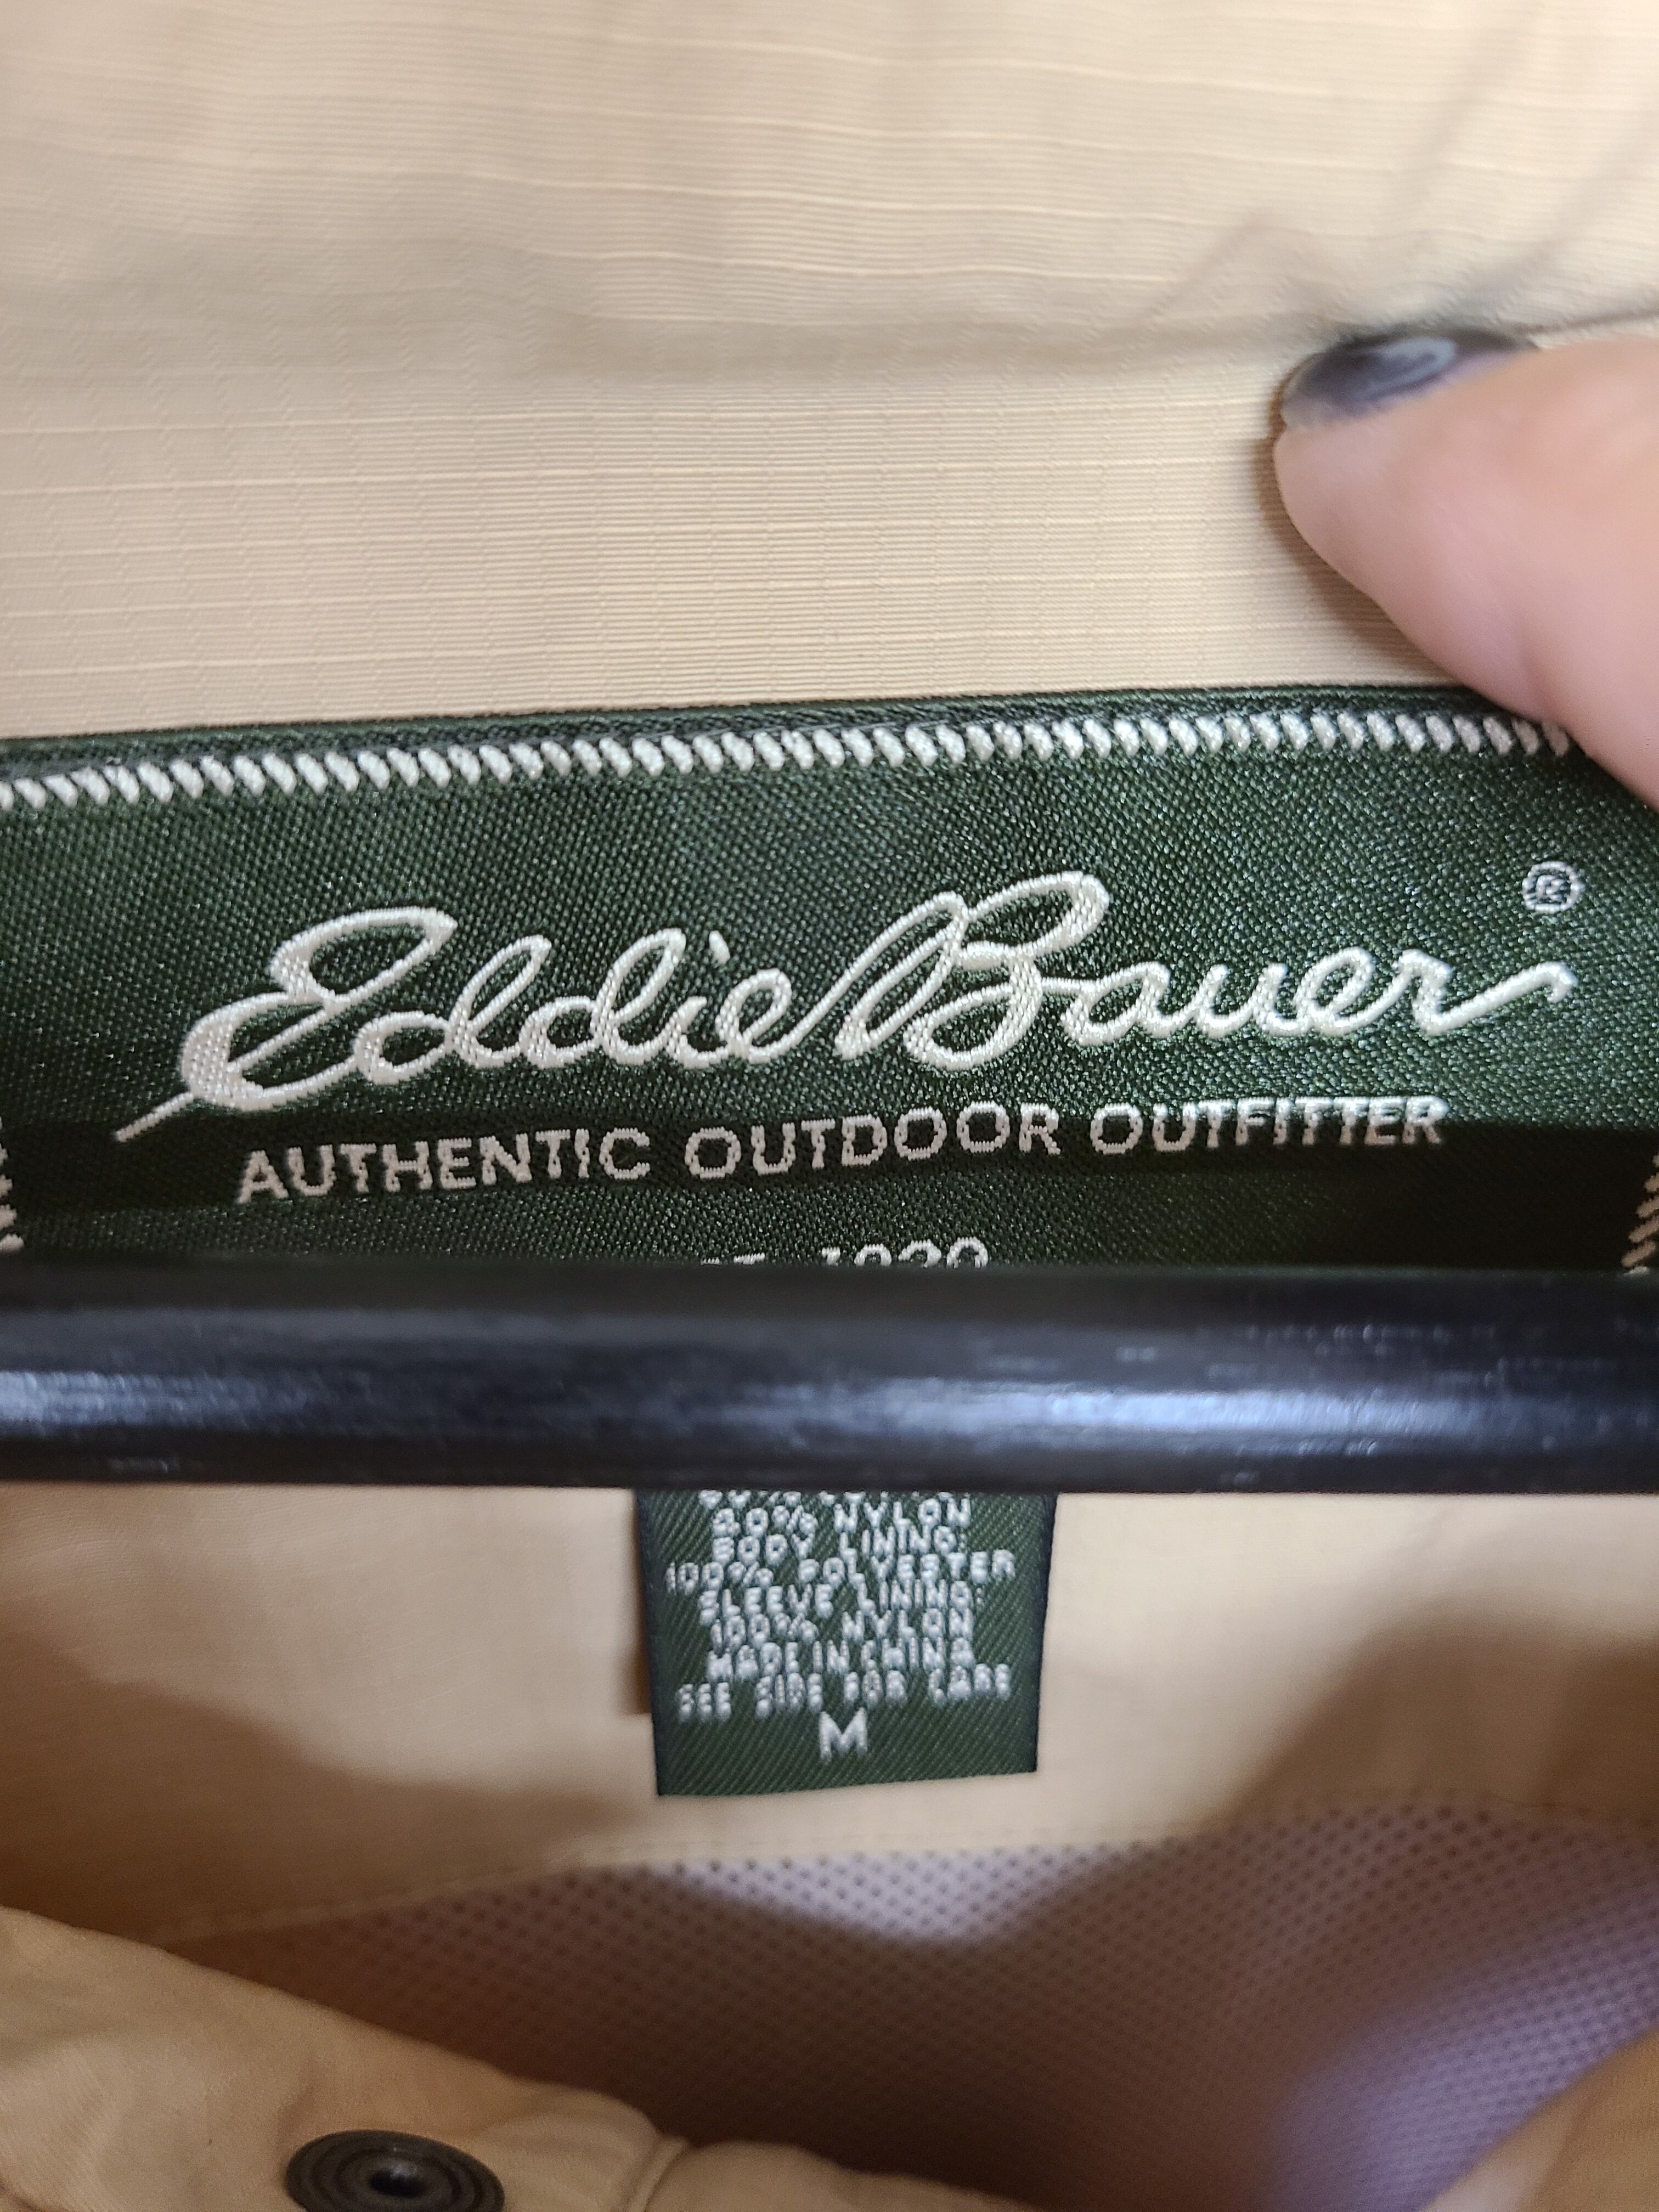 Eddie Bauer®
AUTHENTIC OUTDOOR OUTFITTER
1920
NYLON
BODY LINING:
100% POLYESTER
SLEEVE LINING:
100% NYLON
MADE IN CHINA
SEE SIDE FOR CARE
M